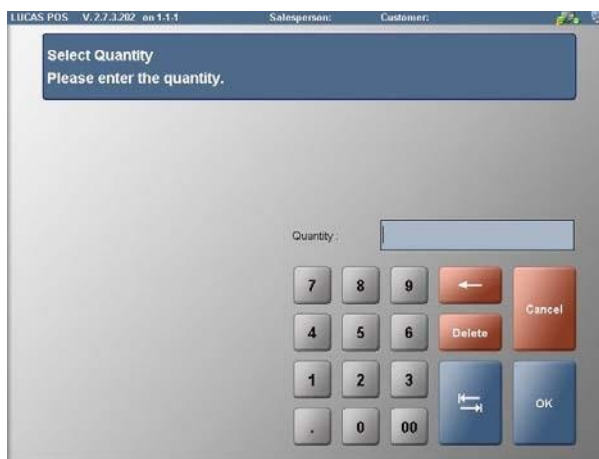 LUCAS POS V. 2.7.3.202 on 1-1-1 Salesperson: Customer:
Select Quantity
Please enter the quantity.
Quantity :
7 8 9
Cancel
4 5 6 Delete
1 2 3
OK
. 0 00